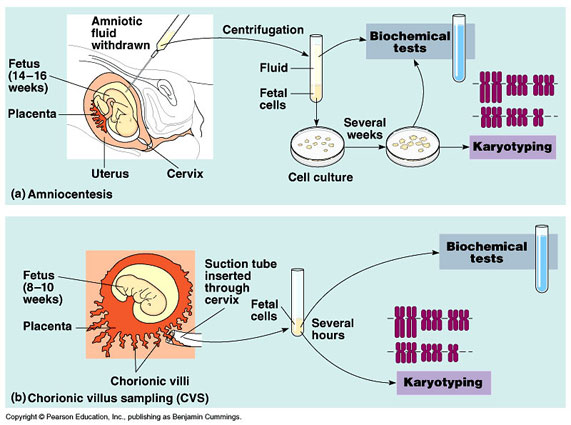 Amniotic
fluid
withdrawn
Centrifugation
Fetus
(14–16
weeks)
Placenta
Uterus
Cervix
Fluid
Fetal
cells
Biochemical
tests
Several
weeks
Cell culture
Karyotyping
(a) Amniocentesis
Fetus
(8–10
weeks)
Placenta
Suction tube
inserted
through
cervix
Chorionic villi
Fetal
cells
Several
hours
Biochemical
tests
Karyotyping
(b) Chorionic villus sampling (CVS)
Copyright © Pearson Education, Inc., publishing as Benjamin Cummings.